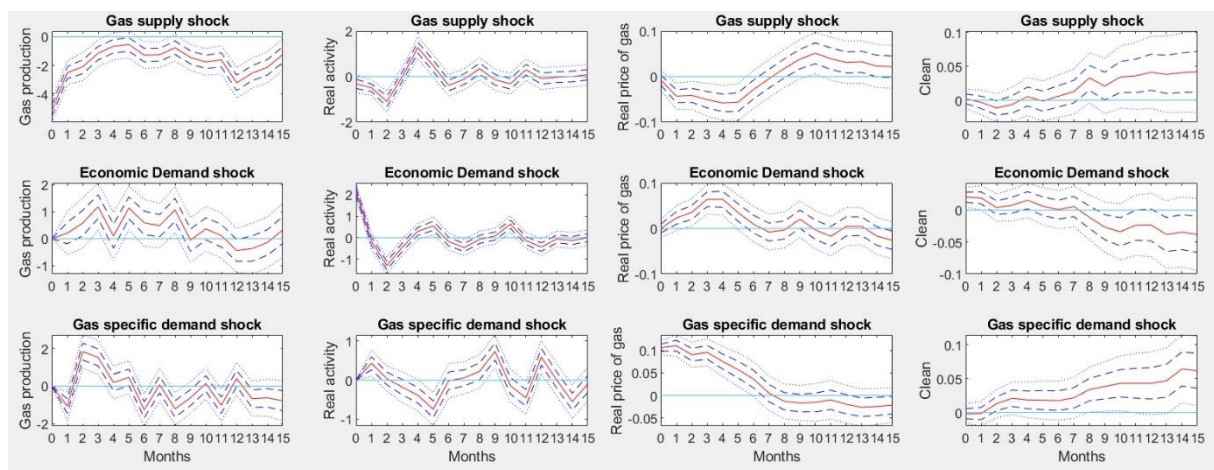 Gas supply shock
Gas production
0
-2
-4
0 1 2 3 4 5 6 7 8 9 10 11 12 13 14 15
Gas supply shock
Real activity
2
0
-2
0 1 2 3 4 5 6 7 8 9 10 11 12 13 14 15
Gas supply shock
Real price of gas
0.1
0
-0.1
0 1 2 3 4 5 6 7 8 9 10 11 12 13 14 15
Gas supply shock
Clean
0.1
0.05
0
0 1 2 3 4 5 6 7 8 9 10 11 12 13 14 15
Economic Demand shock
Gas production
2
1
0
-1
0 1 2 3 4 5 6 7 8 9 10 11 12 13 14 15
Economic Demand shock
Real activity
2
1
0
-1
0 1 2 3 4 5 6 7 8 9 10 11 12 13 14 15
Economic Demand shock
Real price of gas
0.1
0
-0.1
0 1 2 3 4 5 6 7 8 9 10 11 12 13 14 15
Economic Demand shock
Clean
0
-0.05
-0.1
0 1 2 3 4 5 6 7 8 9 10 11 12 13 14 15
Gas specific demand shock
Gas production
2
0
-2
0 1 2 3 4 5 6 7 8 9 10 11 12 13 14 15
Months
Gas specific demand shock
Real activity
1
0
-1
0 1 2 3 4 5 6 7 8 9 10 11 12 13 14 15
Months
Gas specific demand shock
Real price of gas
0.1
0.05
0
-0.05
0 1 2 3 4 5 6 7 8 9 10 11 12 13 14 15
Months
Gas specific demand shock
Clean
0.1
0.05
0
0 1 2 3 4 5 6 7 8 9 10 11 12 13 14 15
Months